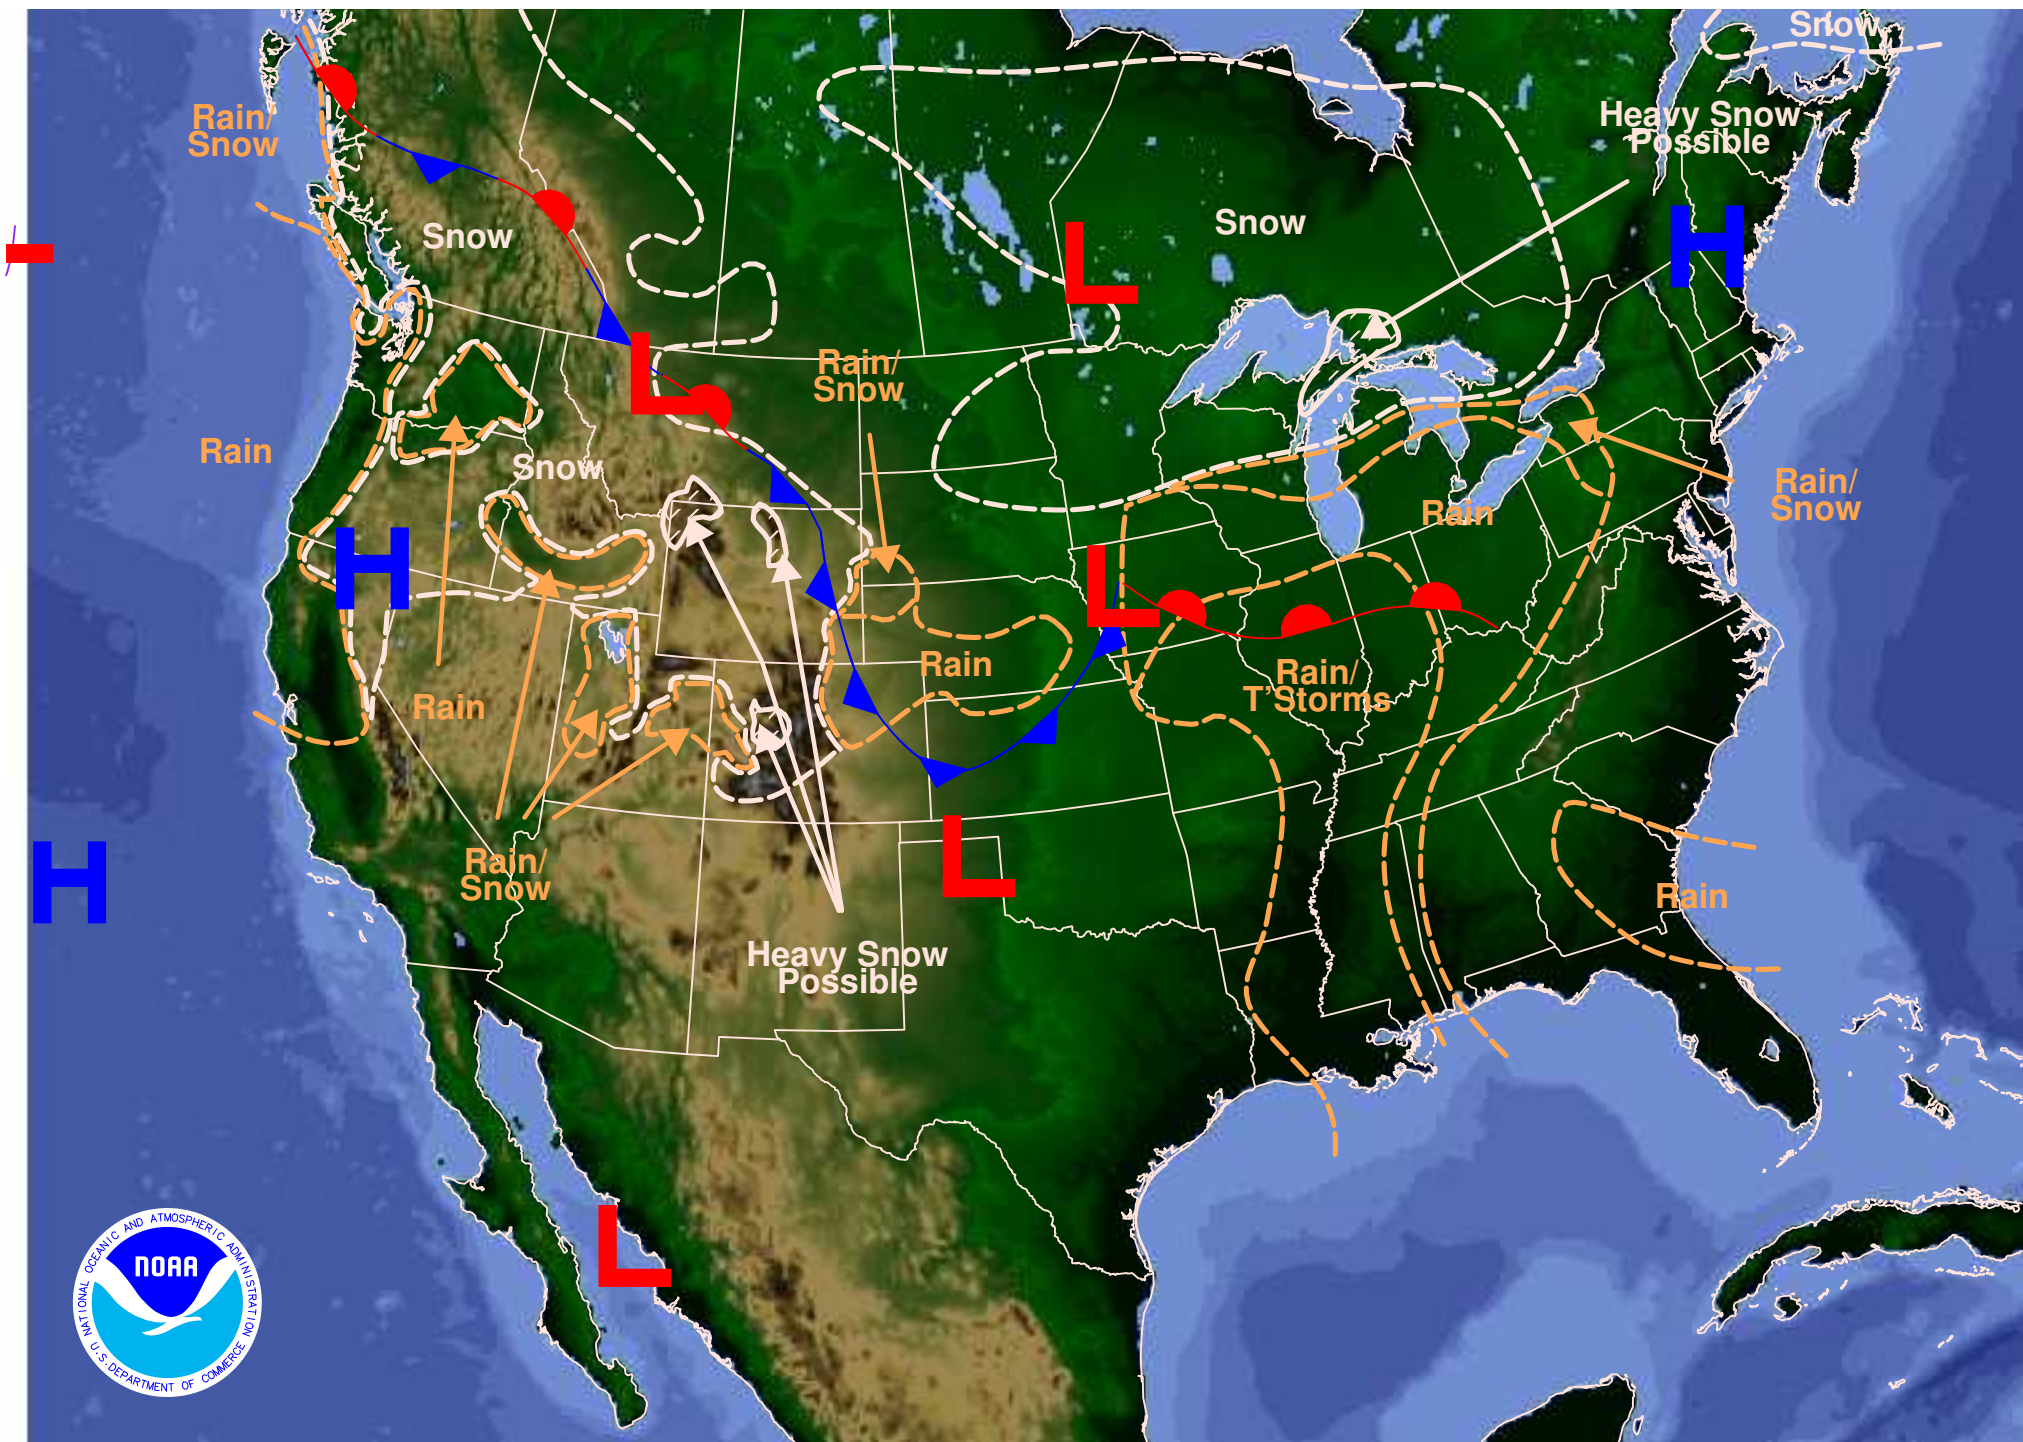 Snow
Heavy Snow
Possible
Rain/
Snow
Snow
Snow
H
L
L
Rain/
Snow
Rain
Snow
Rain/
Snow
Rain
H
L
Rain
Rain/
T'Storms
Rain
H
L
Rain/
Snow
Rain
Heavy Snow
Possible
L
NATIONAL OCEANIC AND ATMOSPHERIC ADMINISTRATION
NOAA
U.S. DEPARTMENT OF COMMERCE